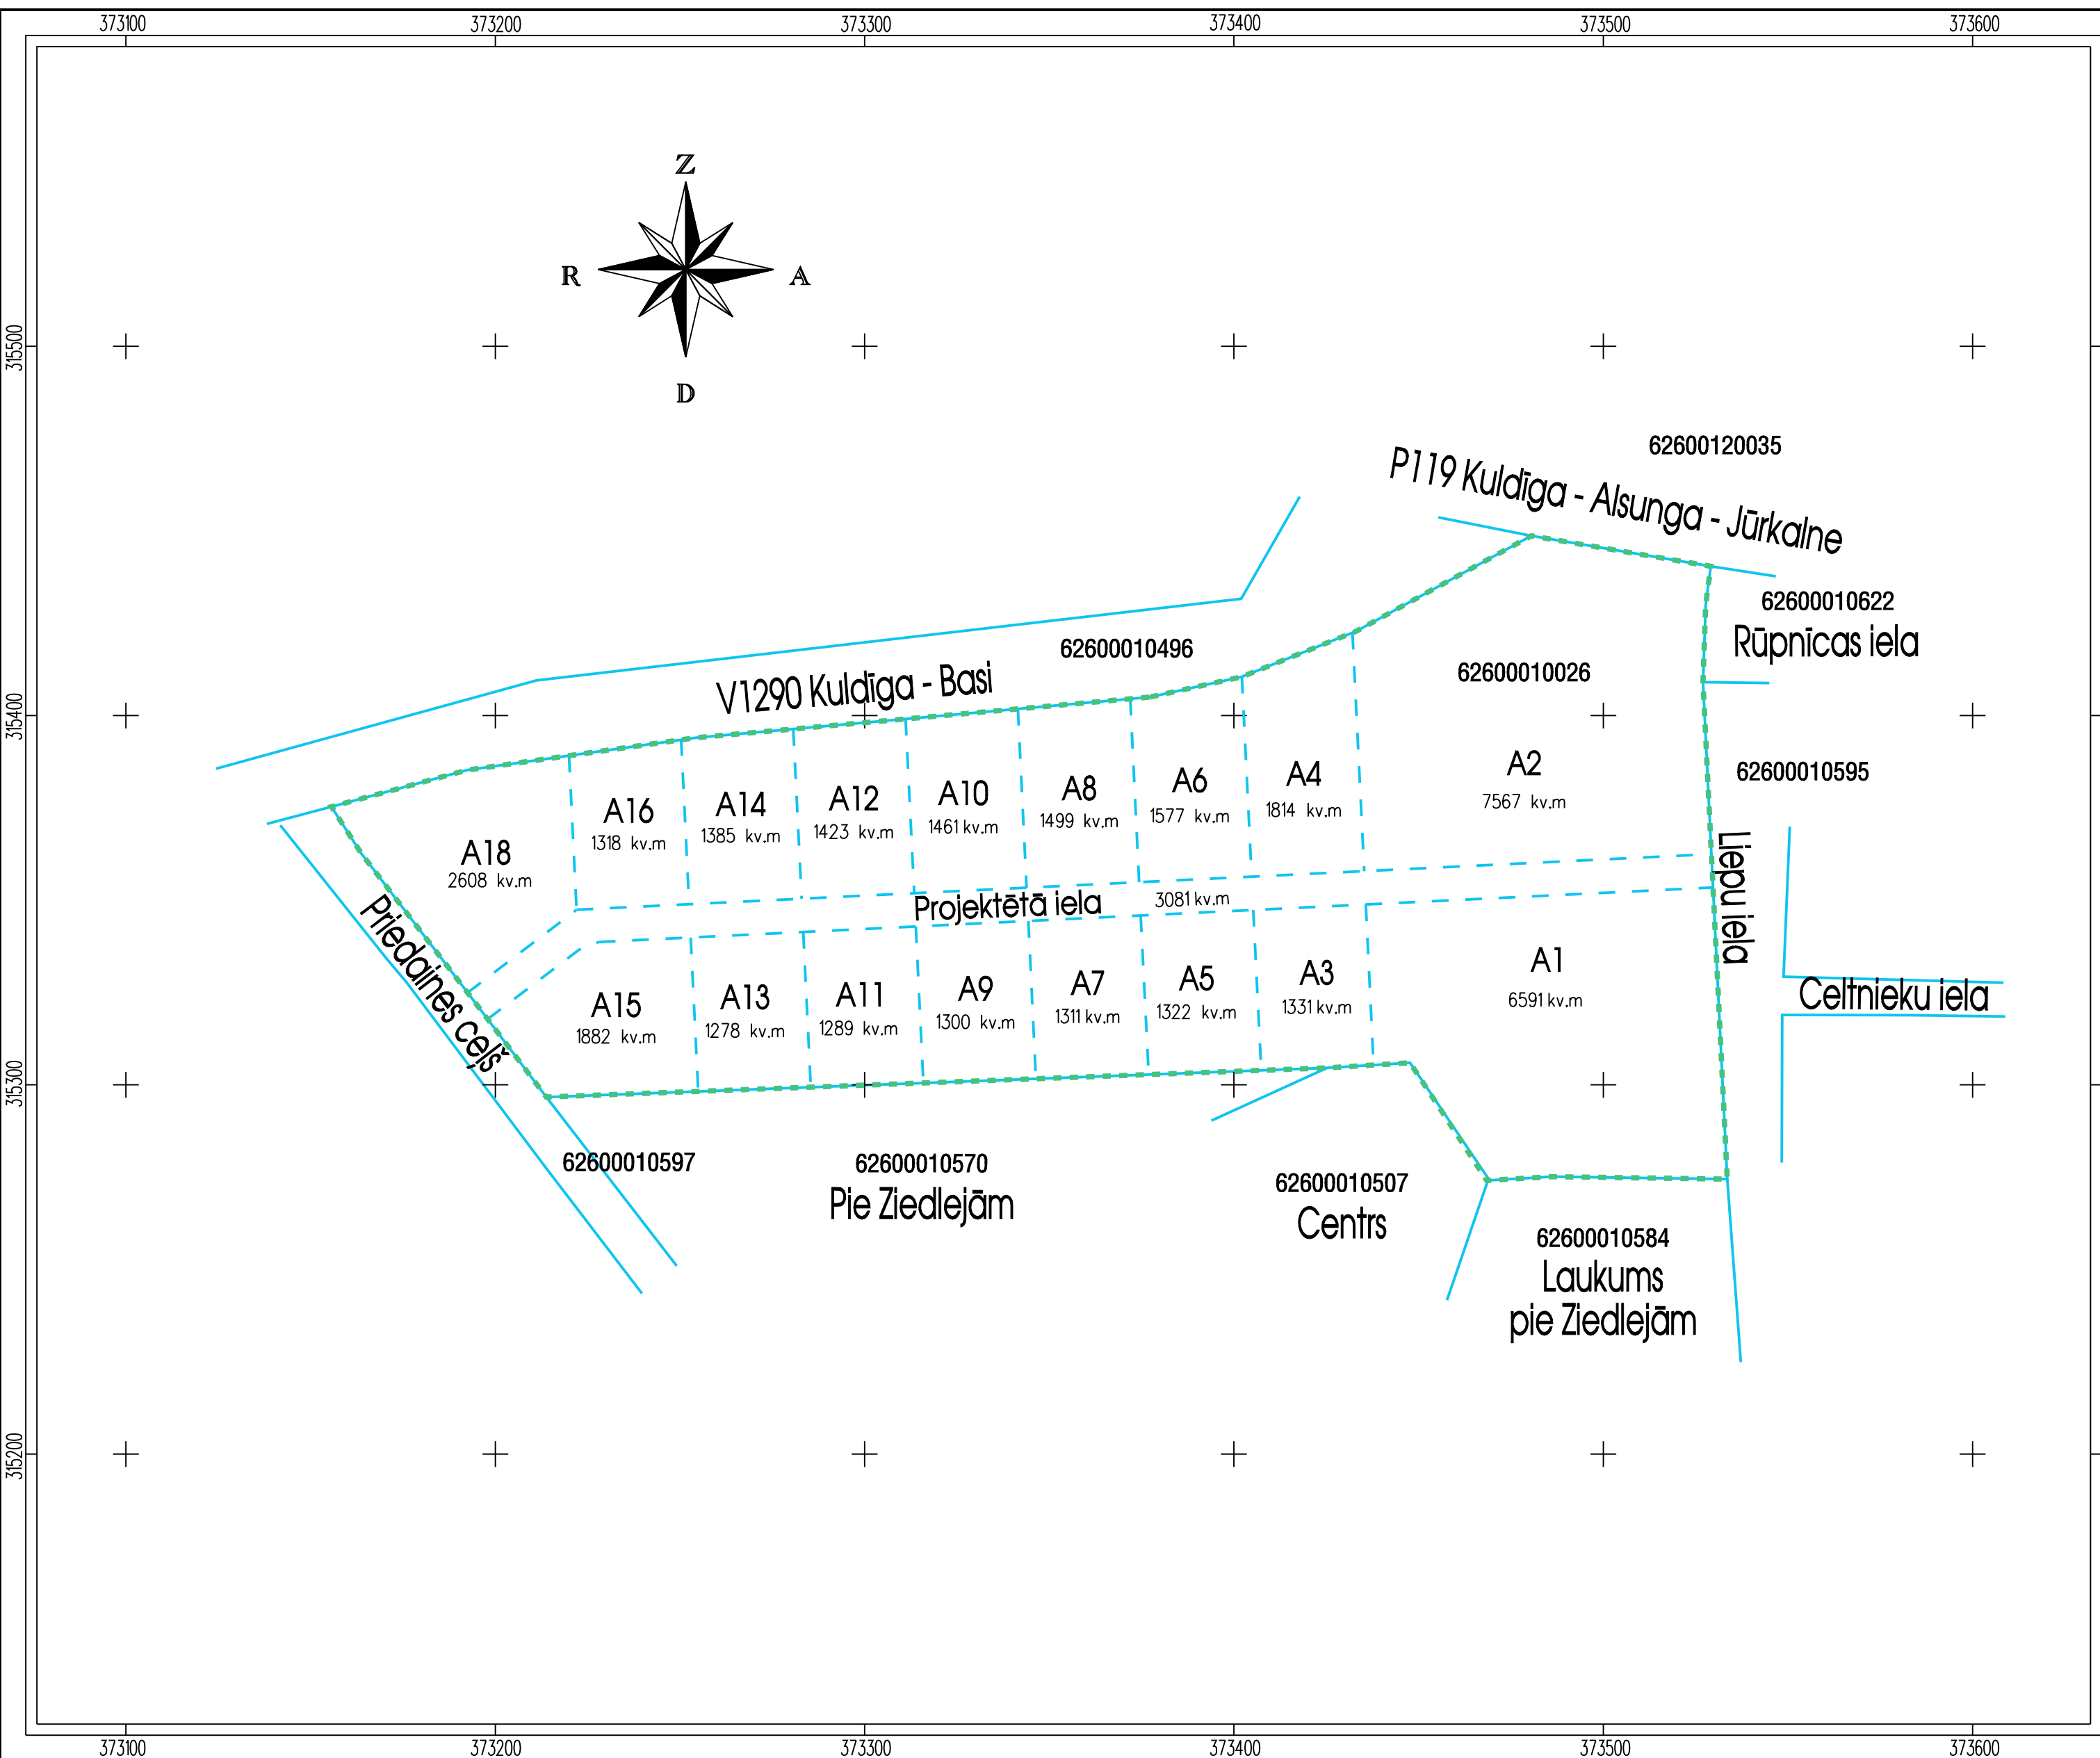 373100 373200 373300 373400 373500 373600
Z
R A
D
315500
62600120035
P119 Kuldīga - Alsunga - Jūrkalne
62600010622
Rūpnīcas iela
62600010496
V1290 Kuldīga - Basi
62600010026
315400
A2
7567 kv.m
62600010595
A4
1814 kv.m
A6
1577 kv.m
A8
1499 kv.m
A10
1461 kv.m
A12
1423 kv.m
A14
1385 kv.m
A16
1318 kv.m
A18
2608 kv.m
Liepu iela
Projektētā iela
3081 kv.m
Priedaines ceļš
A15
1882 kv.m
A13
1278 kv.m
A11
1289 kv.m
A9
1300 kv.m
A7
1311 kv.m
A5
1322 kv.m
A3
1331 kv.m
A1
6591 kv.m
Celtnieku iela
315300
62600010597
62600010570
Pie Ziedlejām
62600010507
Centrs
62600010584
Laukums
pie Ziedlejām
315200
373100 373200 373300 373400 373500 373600